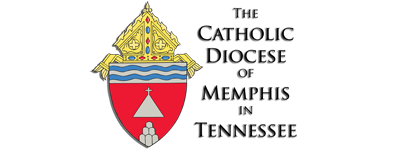 The
Catholic
Diocese
of
Memphis
in
Tennessee